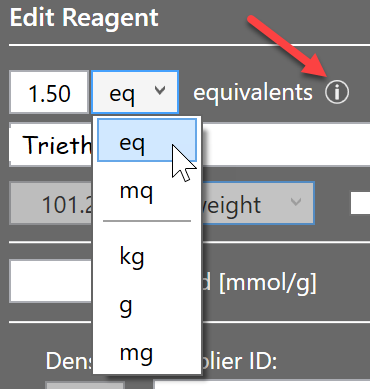 Edit Reagent
1.50 eq equivalents
eq
Trieth
mq
101.2 weight
kg
d [mmol/g]
g
mg
Dens plier ID: